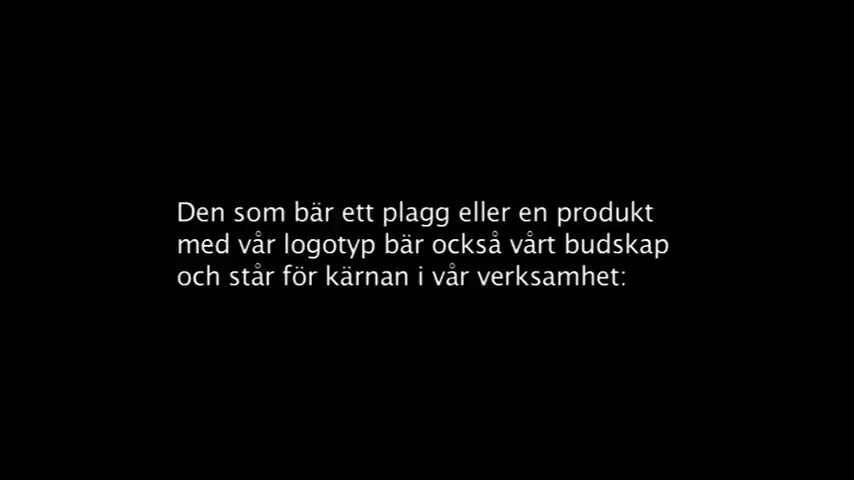 Den som bär ett plagg eller en produkt
med vår logotyp bär också vårt budskap
och står för kärnan i vår verksamhet: